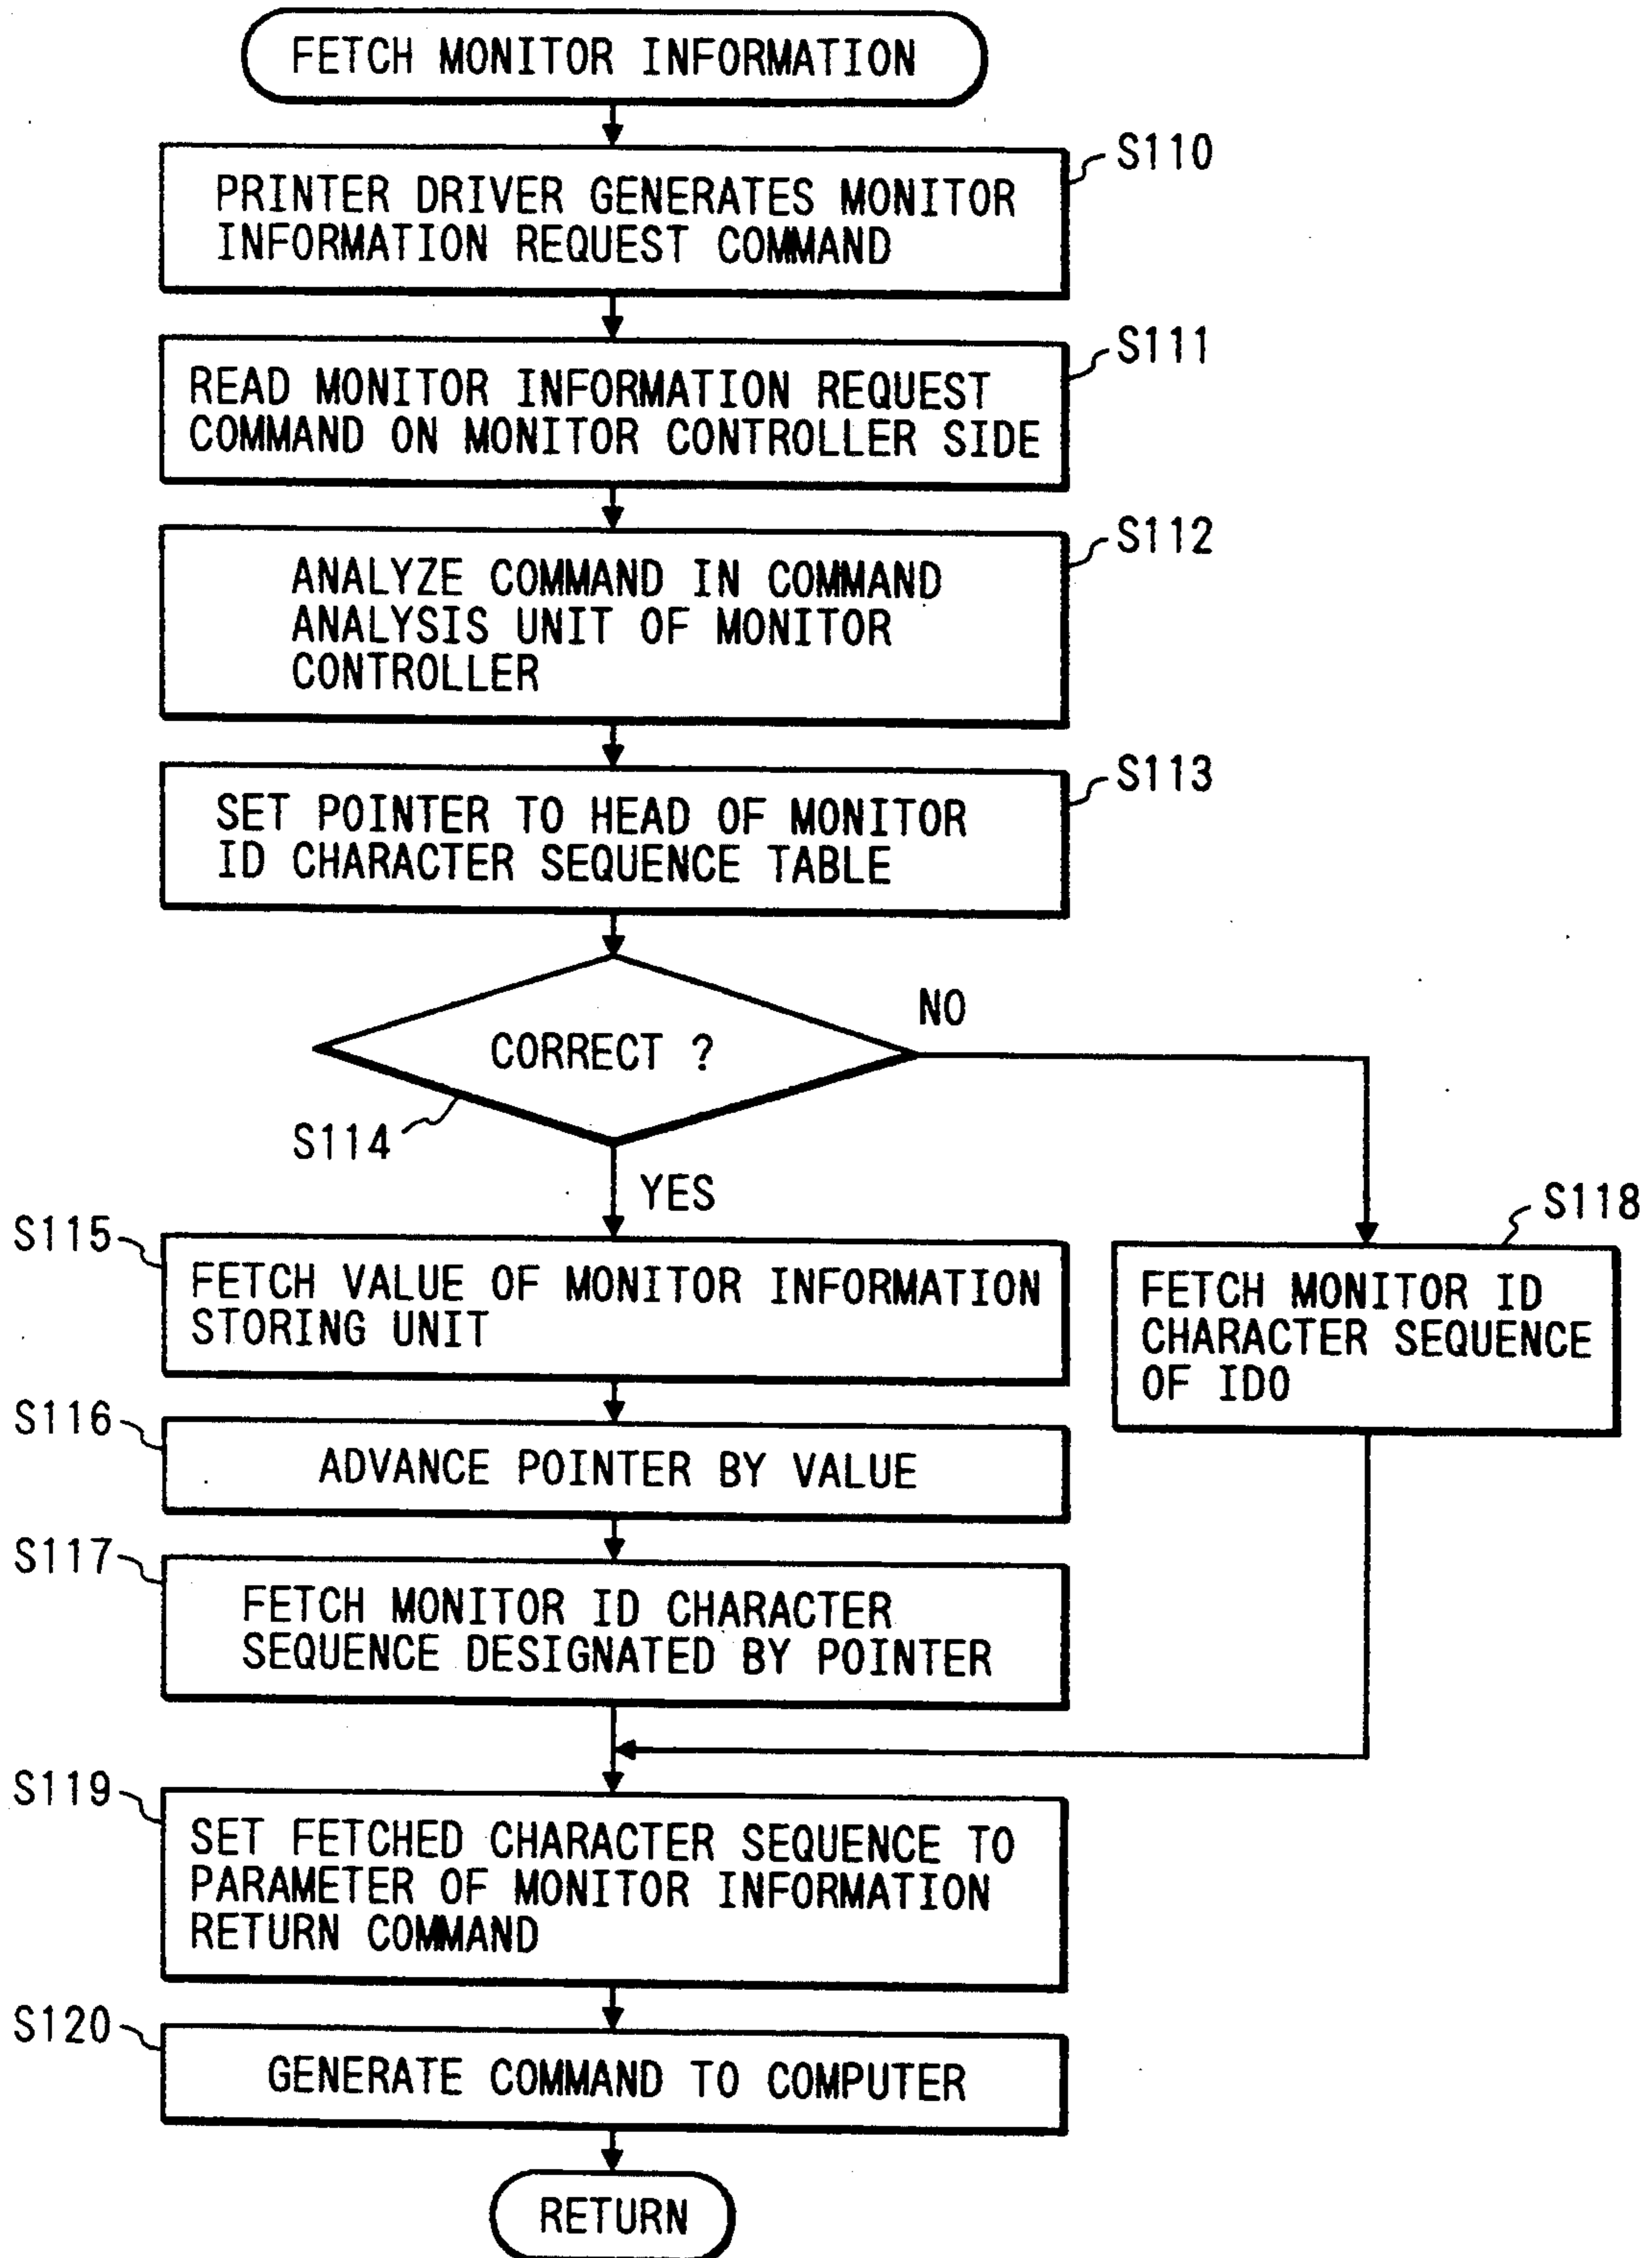 FETCH MONITOR INFORMATION
S110
PRINTER DRIVER GENERATES MONITOR
INFORMATION REQUEST COMMAND
S111
READ MONITOR INFORMATION REQUEST
COMMAND ON MONITOR CONTROLLER SIDE
S112
ANALYZE COMMAND IN COMMAND
ANALYSIS UNIT OF MONITOR
CONTROLLER
S113
SET POINTER TO HEAD OF MONITOR
ID CHARACTER SEQUENCE TABLE
NO
CORRECT ?
S114
YES
S115
FETCH VALUE OF MONITOR INFORMATION
STORING UNIT
S118
FETCH MONITOR ID
CHARACTER SEQUENCE
OF ID0
S116
ADVANCE POINTER BY VALUE
S117
FETCH MONITOR ID CHARACTER
SEQUENCE DESIGNATED BY POINTER
S119
SET FETCHED CHARACTER SEQUENCE TO
PARAMETER OF MONITOR INFORMATION
RETURN COMMAND
S120
GENERATE COMMAND TO COMPUTER
RETURN